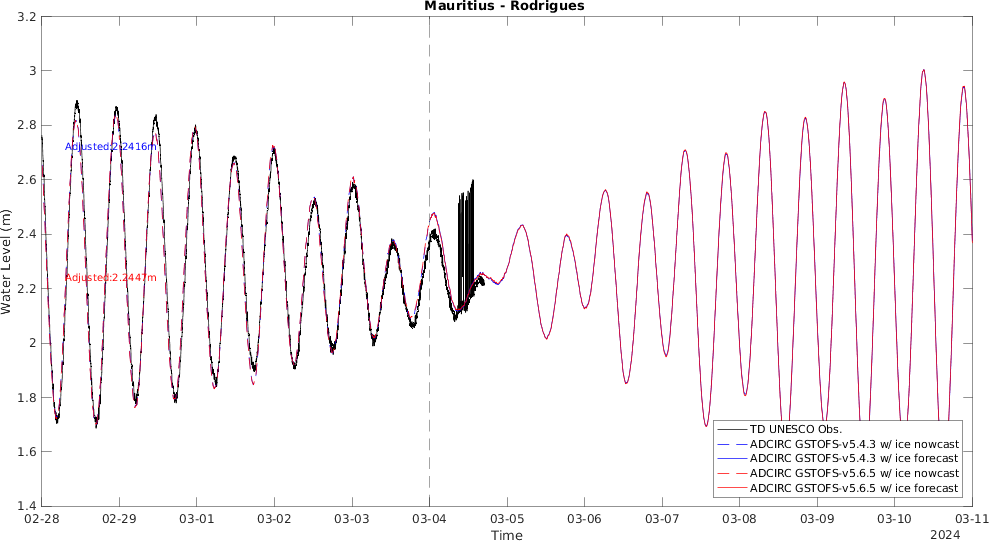 Mauritius - Rodrigues
3.2
3
2.8
2.6
2.4
2.2
2
1.8
1.6
1.4
Water Level (m)
Adjusted:2.2416m
Adjusted:2.2447m
TD UNESCO Obs.
ADCIRC GSTOFS-v5.4.3 w/ ice nowcast
ADCIRC GSTOFS-v5.4.3 w/ ice forecast
ADCIRC GSTOFS-v5.6.5 w/ ice nowcast
ADCIRC GSTOFS-v5.6.5 w/ ice forecast
02-28 02-29 03-01 03-02 03-03 03-04 03-05 03-06 03-07 03-08 03-09 03-10 03-11
Time 2024